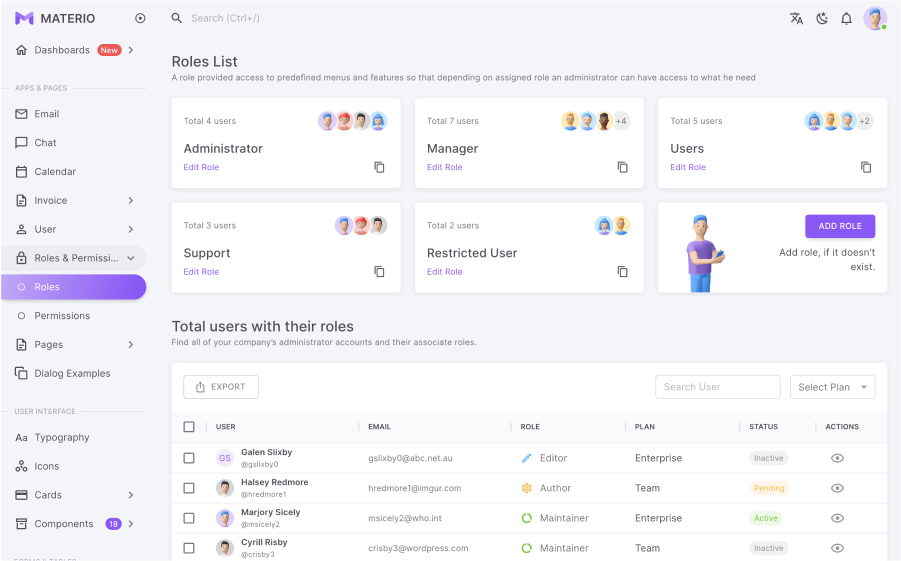 MATERIO
Search (Ctrl+/)
Dashboards New
APPS & PAGES
Email
Chat
Calendar
Invoice
User
Roles & Permissi...
Roles
Permissions
Pages
Dialog Examples
USER INTERFACE
Aa Typography
Icons
Cards
Components 18
Roles List
A role provided access to predefined menus and features so that depending on assigned role an administrator can have access to what he need
Total 4 users
Administrator
Edit Role
Total 7 users +4
Manager
Edit Role
Total 5 users +2
Users
Edit Role
Total 3 users
Support
Edit Role
Total 2 users
Restricted User
Edit Role
ADD ROLE
Add role, if it doesn't
exist.
Total users with their roles
Find all of your company's administrator accounts and their associate roles.
EXPORT Search User Select Plan
USER EMAIL ROLE PLAN STATUS ACTIONS
GS Galen Slixby gslixby0@abc.net.au Editor Enterprise Inactive
@gslixby0
Halsey Redmore hredmore1@imgur.com Author Team Pending
@hredmore1
Marjory Sicely msicely2@who.int Maintainer Enterprise Active
@msicely2
Cyrill Risby crisby3@wordpress.com Maintainer Team Inactive
@crisby3